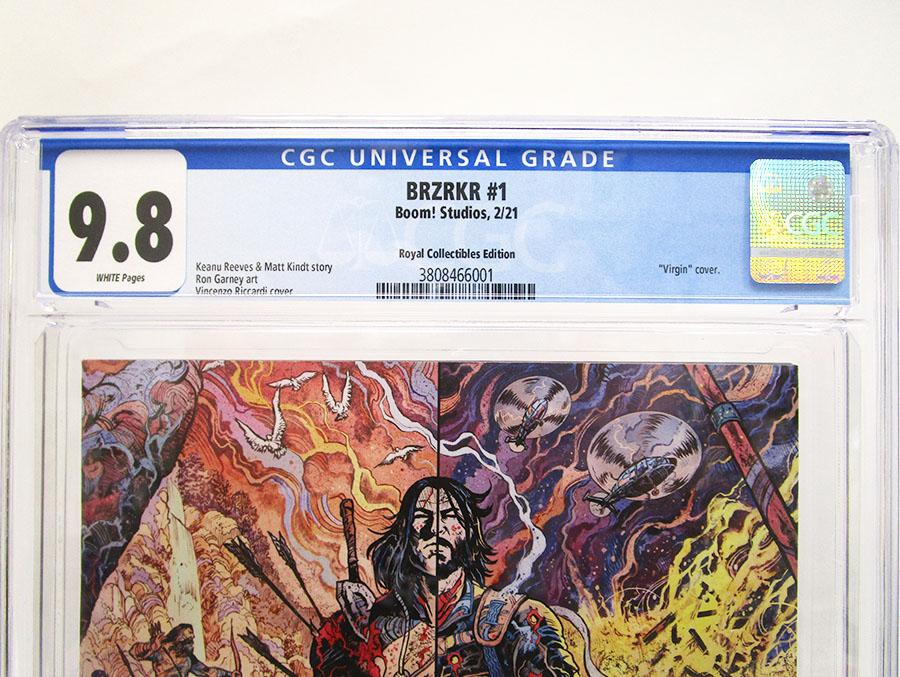 CGC UNIVERSAL GRADE
9.8
WHITE Pages
BRZRKR #1
Boom! Studios, 2/21
Royal Collectibles Edition
3808466001
Keanu Reeves & Matt Kindt story
Ron Garney art
Vincenzo Riccardi cover
"Virgin" cover.
CGC
CGC